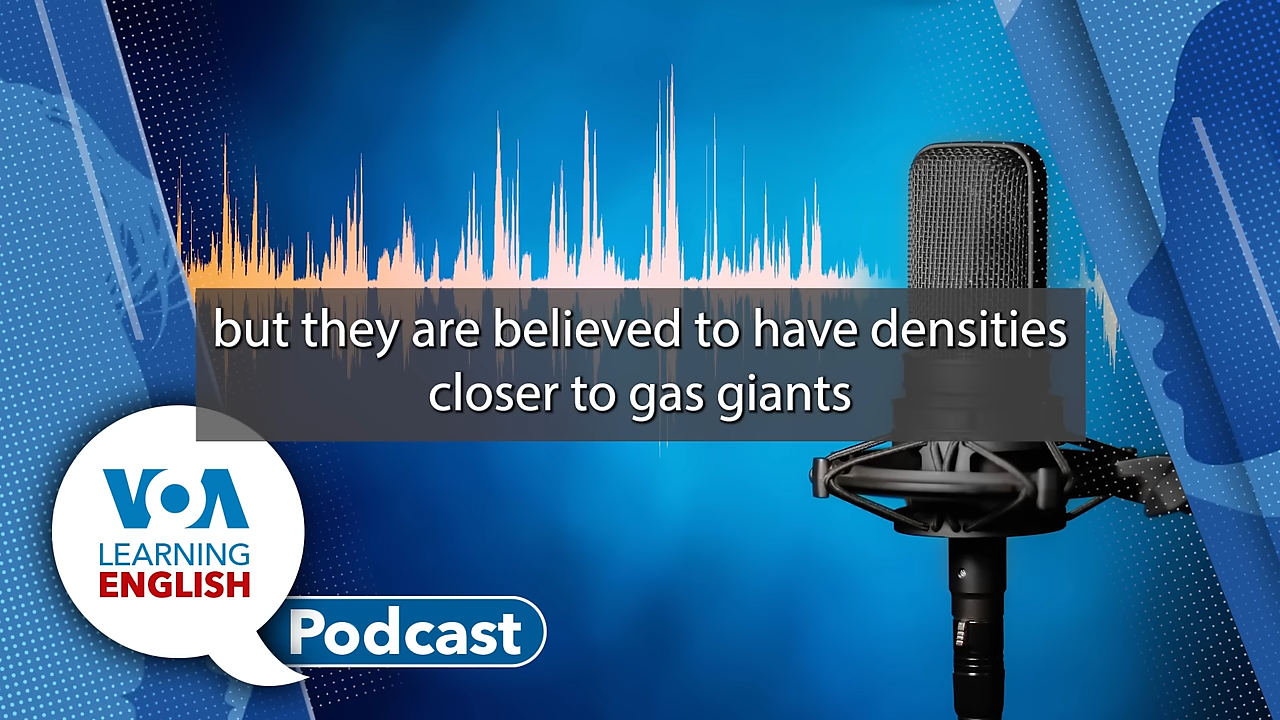 but they are believed to have densities
closer to gas giants
VOA
LEARNING
ENGLISH
Podcast